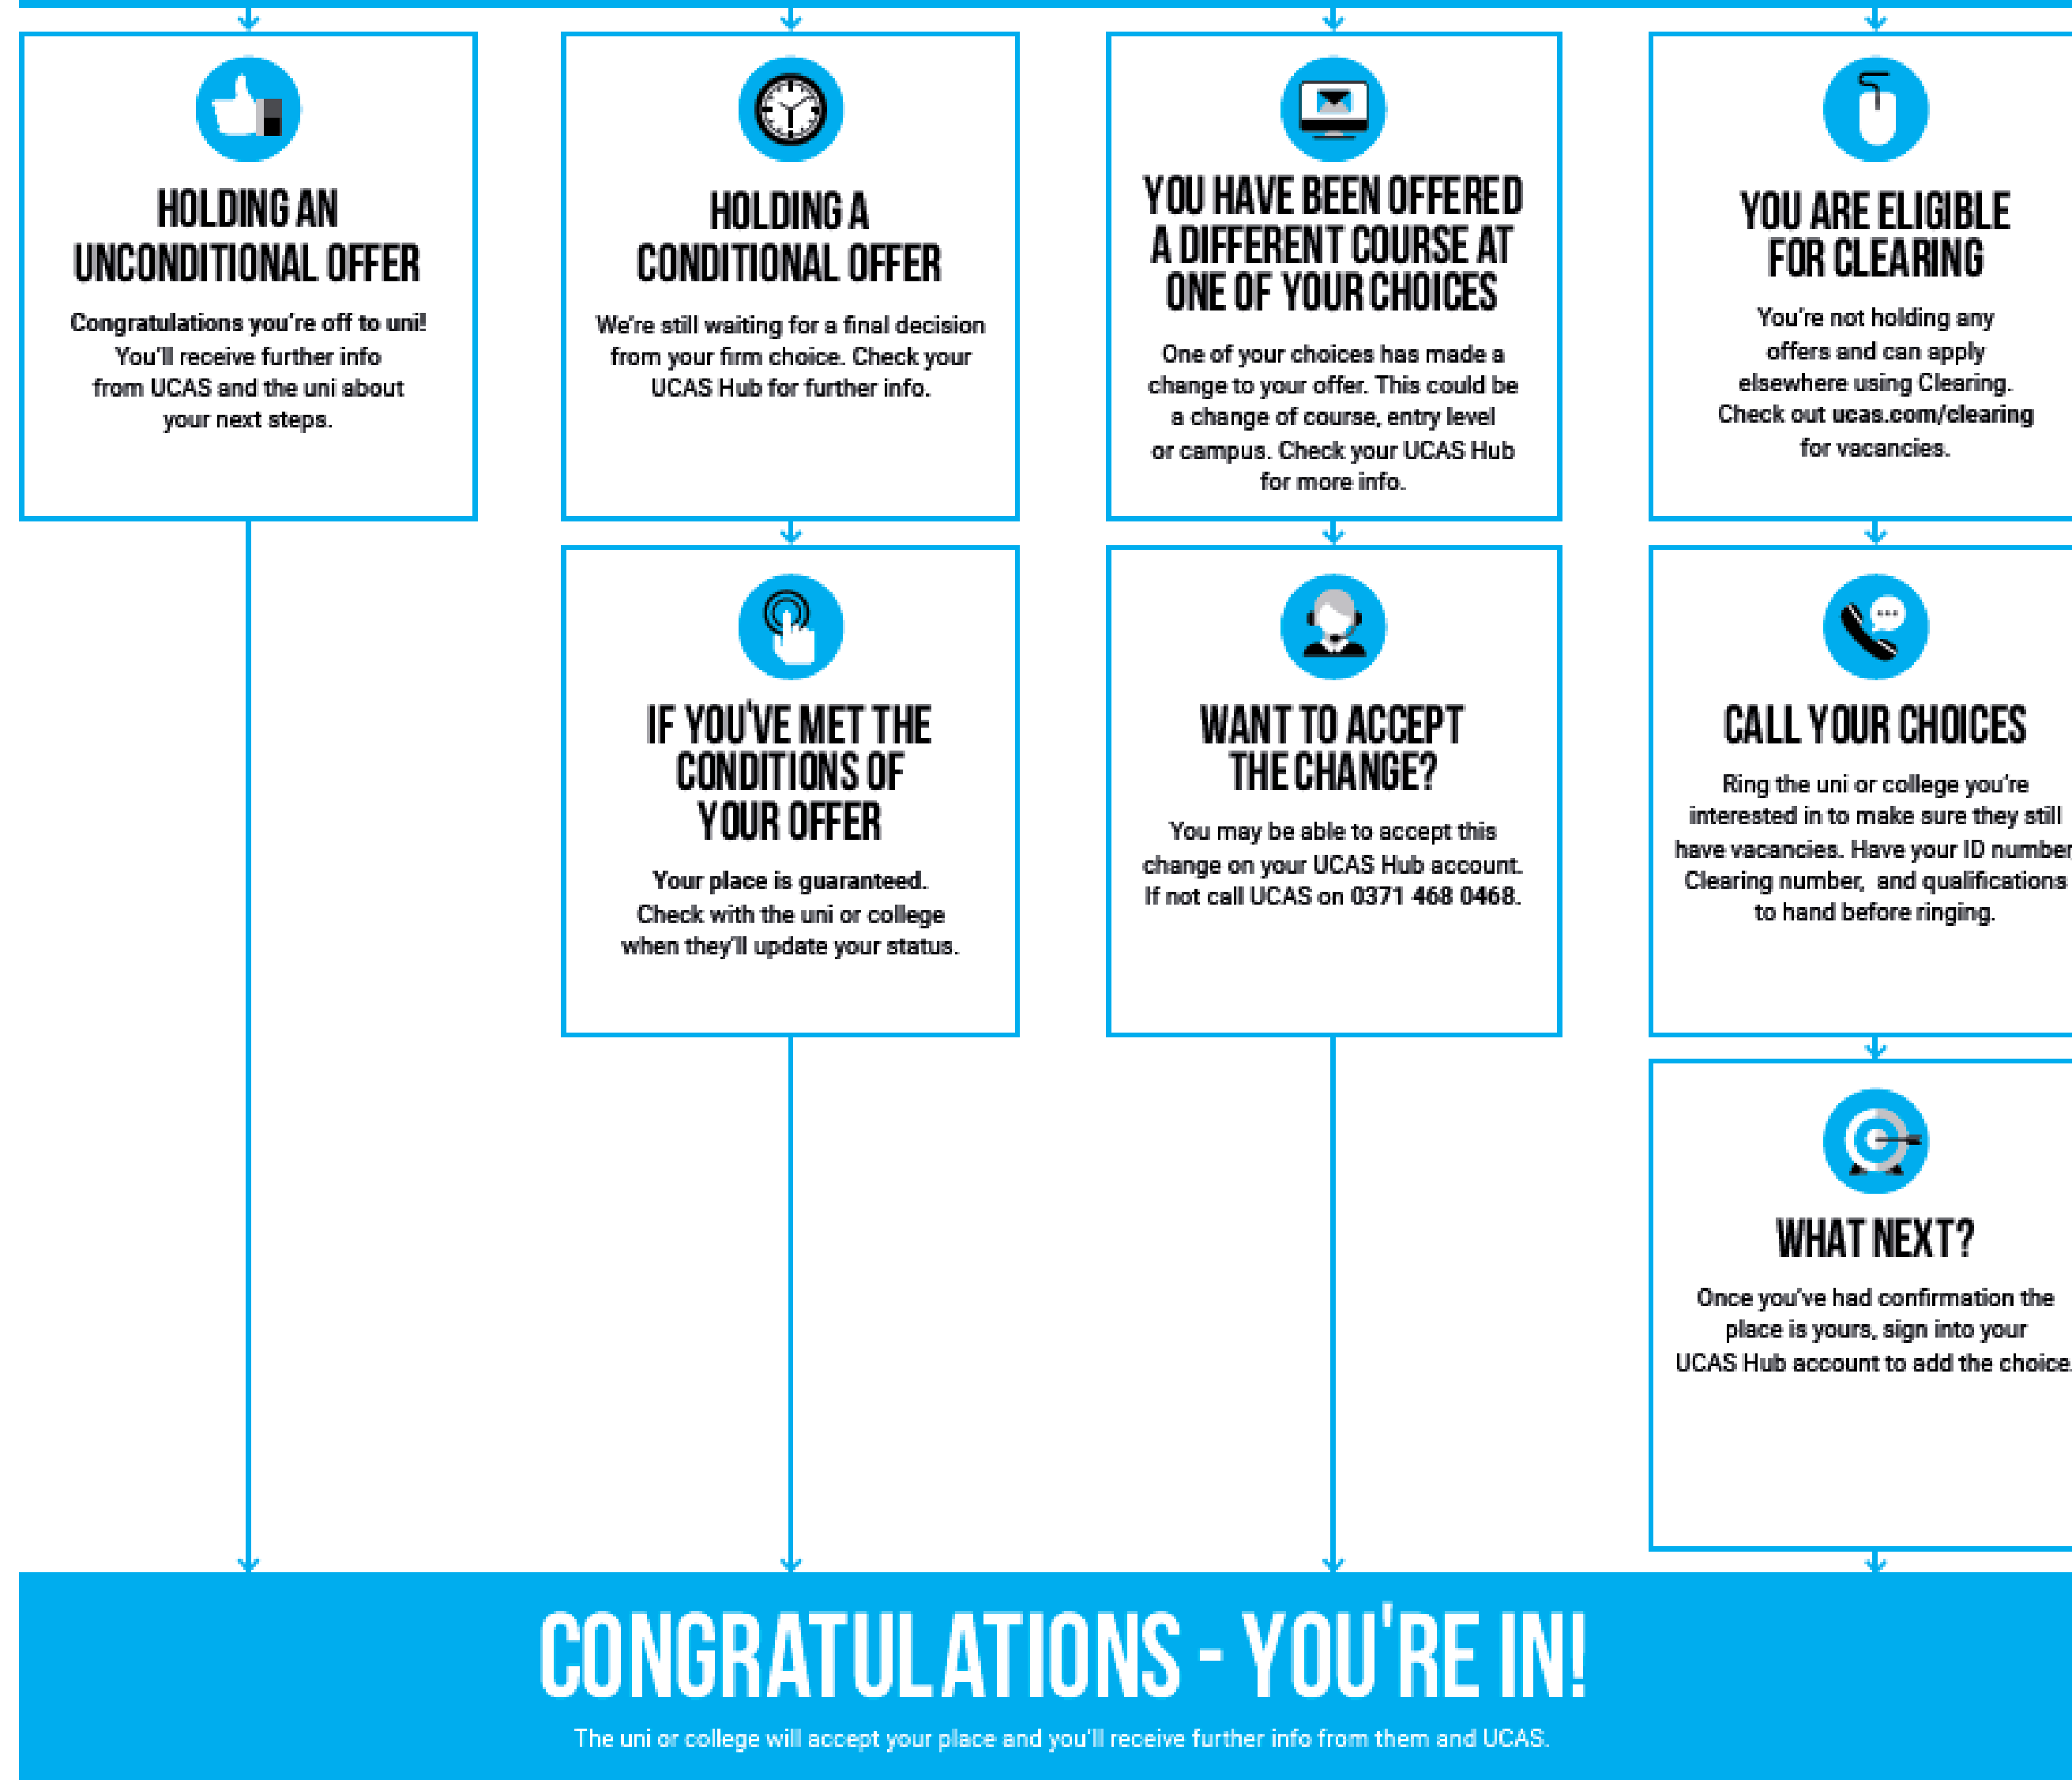 HOLDING AN
UNCONDITIONAL OFFER
Congratulations you're off to uni!
You'll receive further info
from UCAS and the uni about
your next steps.
HOLDING A
CONDITIONAL OFFER
We're still waiting for a final decision
from your firm choice. Check your
UCAS Hub for further info.
YOU HAVE BEEN OFFERED
A DIFFERENT COURSE AT
ONE OF YOUR CHOICES
One of your choices has made a
change to your offer. This could be
a change of course, entry level
or campus. Check your UCAS Hub
for more info.
YOU ARE ELIGIBLE
FOR CLEARING
You're not holding any
offers and can apply
elsewhere using Clearing.
Check out ucas.com/clearing
for vacancies.
IF YOU'VE MET THE
CONDITIONS OF
YOUR OFFER
Your place is guaranteed.
Check with the uni or college
when they'll update your status.
WANT TO ACCEPT
THE CHANGE?
You may be able to accept this
change on your UCAS Hub account.
If not call UCAS on 0371 468 0468.
CALL YOUR CHOICES
Ring the uni or college you're
interested in to make sure they still
have vacancies. Have your ID number
Clearing number, and qualifications
to hand before ringing.
WHAT NEXT?
Once you've had confirmation the
place is yours, sign into your
UCAS Hub account to add the choice.
CONGRATULATIONS - YOU'RE IN!
The uni or college will accept your place and you'll receive further info from them and UCAS.